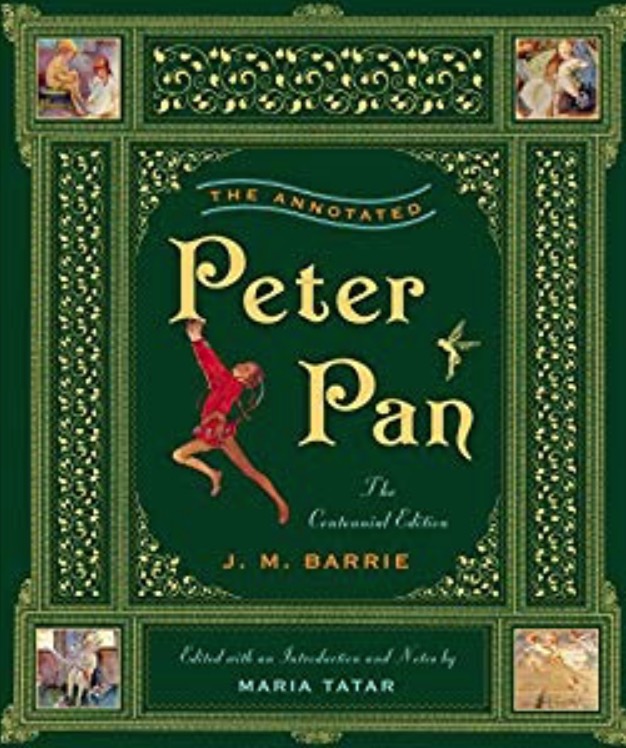 THE ANNOTATED
Peter
Pan
The
Centennial Edition
J. M. BARRIE
Edited with an Introduction and Notes by
MARIA TATAR